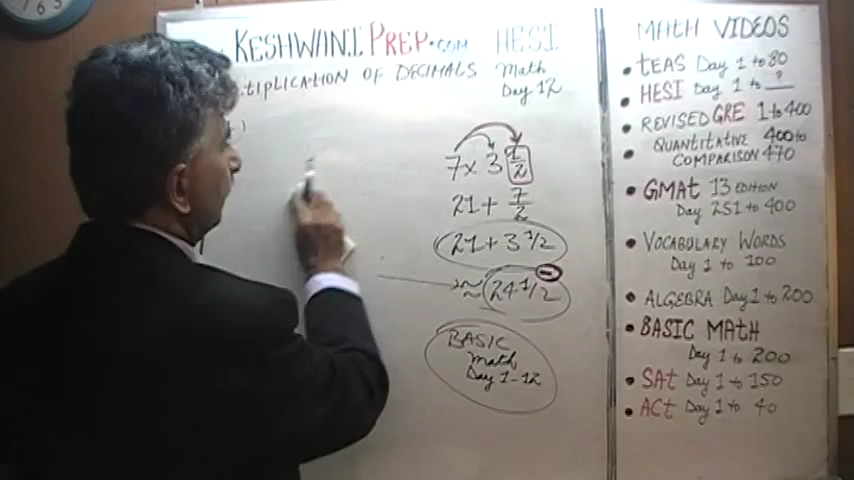 KESHWANI PREP.COM HESI
TIPLICATION OF DECIMALS Math
Day 12
7 x 3 1/2
21 + 7/2
21 + 3 1/2
≈ 24 1/2
BASIC
Math
Day 1-12
MATH VIDEOS
• TEAS Day 1 to 80
• HESI Day 1 to ?
• REVISED GRE 1 to 400
• QUANTITATIVE 400 to
COMPARISON 470
• GMAT 13 EDITION
Day 251 to 400
• VOCABULARY WORDS
Day 1 to 100
• ALGEBRA Day 1 to 200
• BASIC MATH
Day 1 to 200
• SAT Day 1 to 150
• ACT Day 1 to 40